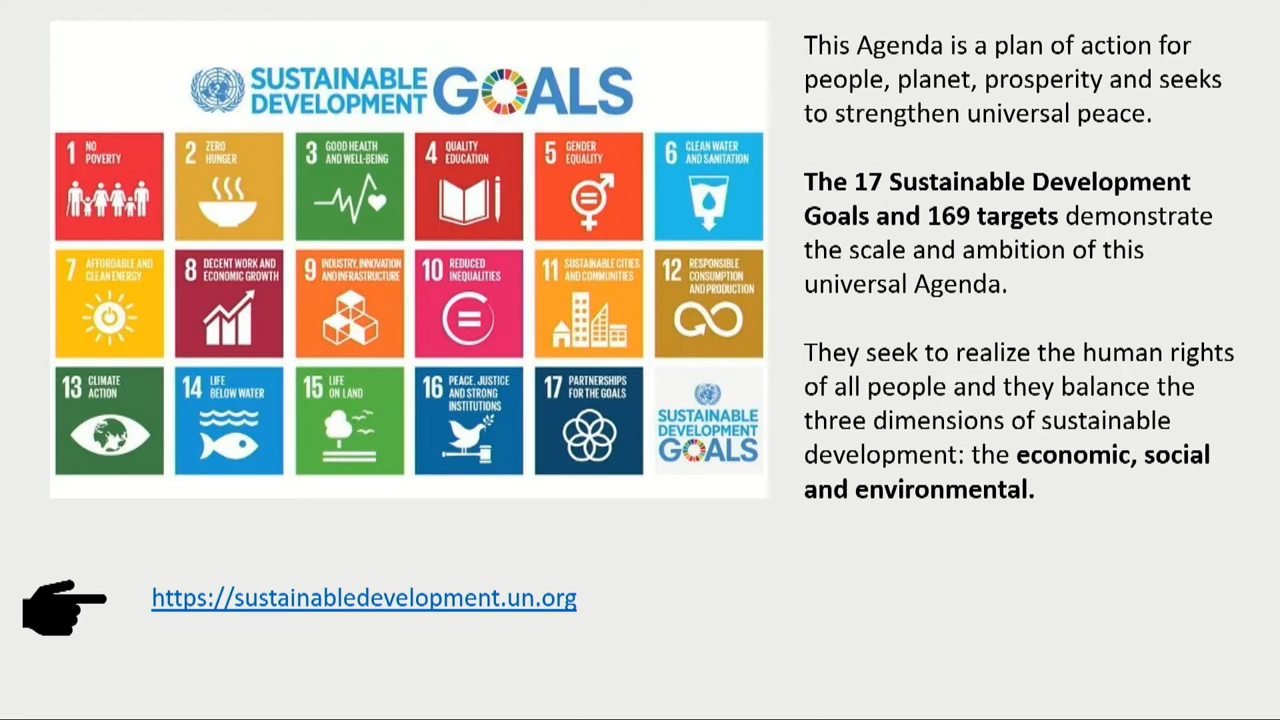 SUSTAINABLE
DEVELOPMENT
GOALS
1 NO
POVERTY
2 ZERO
HUNGER
3 GOOD HEALTH
AND WELL-BEING
4 QUALITY
EDUCATION
5 GENDER
EQUALITY
6 CLEAN WATER
AND SANITATION
7 AFFORDABLE AND
CLEAN ENERGY
8 DECENT WORK AND
ECONOMIC GROWTH
9 INDUSTRY, INNOVATION
AND INFRASTRUCTURE
10 REDUCED
INEQUALITIES
11 SUSTAINABLE CITIES
AND COMMUNITIES
12 RESPONSIBLE
CONSUMPTION
AND PRODUCTION
13 CLIMATE
ACTION
14 LIFE
BELOW WATER
15 LIFE
ON LAND
16 PEACE, JUSTICE
AND STRONG
INSTITUTIONS
17 PARTNERSHIPS
FOR THE GOALS
SUSTAINABLE
DEVELOPMENT
GOALS
This Agenda is a plan of action for
people, planet, prosperity and seeks
to strengthen universal peace.
The 17 Sustainable Development
Goals and 169 targets demonstrate
the scale and ambition of this
universal Agenda.
They seek to realize the human rights
of all people and they balance the
three dimensions of sustainable
development: the economic, social
and environmental.
https://sustainabledevelopment.un.org